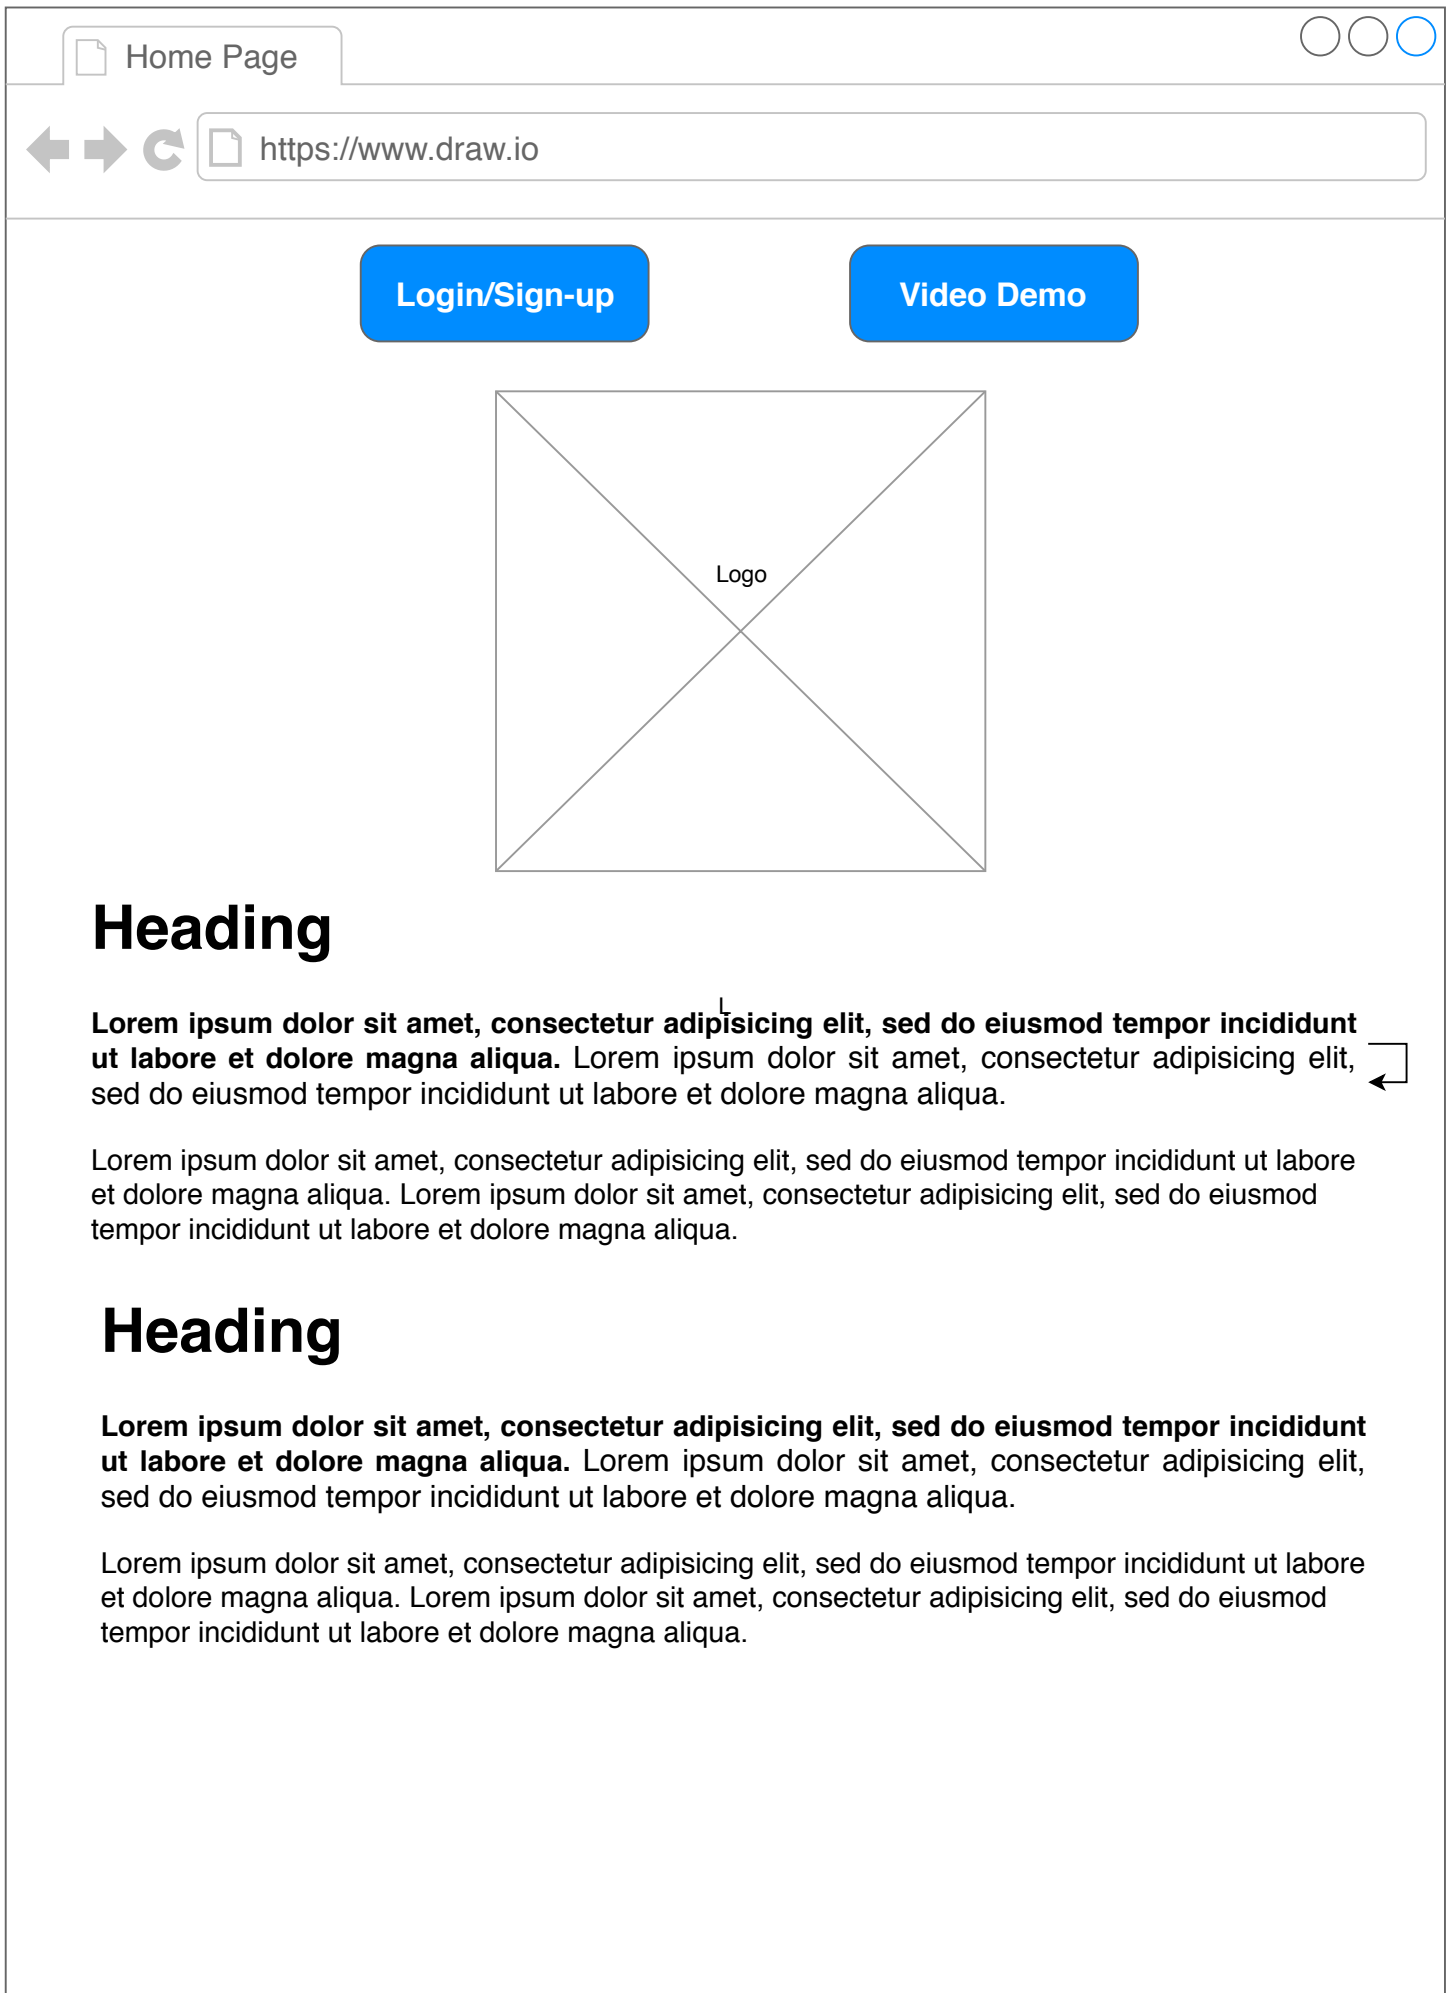 Home Page
https://www.draw.io
Login/Sign-up
Video Demo
Logo
Heading
L
Lorem ipsum dolor sit amet, consectetur adipisicing elit, sed do eiusmod tempor incididunt
ut labore et dolore magna aliqua. Lorem ipsum dolor sit amet, consectetur adipisicing elit,
sed do eiusmod tempor incididunt ut labore et dolore magna aliqua.
Lorem ipsum dolor sit amet, consectetur adipisicing elit, sed do eiusmod tempor incididunt ut labore
et dolore magna aliqua. Lorem ipsum dolor sit amet, consectetur adipisicing elit, sed do eiusmod
tempor incididunt ut labore et dolore magna aliqua.
Heading
Lorem ipsum dolor sit amet, consectetur adipisicing elit, sed do eiusmod tempor incididunt
ut labore et dolore magna aliqua. Lorem ipsum dolor sit amet, consectetur adipisicing elit,
sed do eiusmod tempor incididunt ut labore et dolore magna aliqua.
Lorem ipsum dolor sit amet, consectetur adipisicing elit, sed do eiusmod tempor incididunt ut labore
et dolore magna aliqua. Lorem ipsum dolor sit amet, consectetur adipisicing elit, sed do eiusmod
tempor incididunt ut labore et dolore magna aliqua.